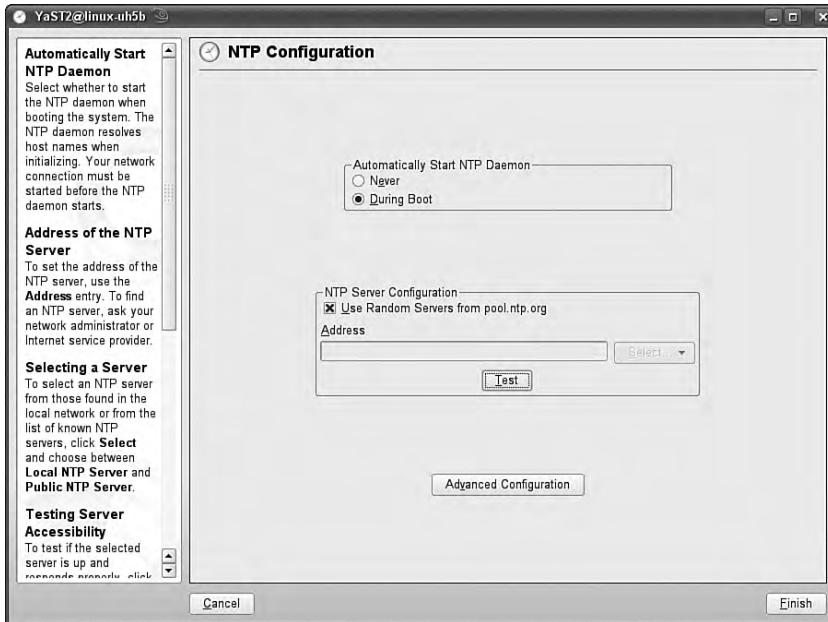 YaST2@linux-uh5b
Automatically Start
NTP Daemon
Select whether to start
the NTP daemon when
booting the system. The
NTP daemon resolves
host names when
initializing. Your network
connection must be
started before the NTP
daemon starts.
Address of the NTP
Server
To set the address of the
NTP server, use the
Address entry. To find
an NTP server, ask your
network administrator or
Internet service provider.
Selecting a Server
To select an NTP server
from those found in the
local network or from the
list of known NTP
servers, click Select
and choose between
Local NTP Server and
Public NTP Server.
Testing Server
Accessibility
To test if the selected
server is up and
responds properly, click
NTP Configuration
Automatically Start NTP Daemon
Never
During Boot
NTP Server Configuration
Use Random Servers from pool.ntp.org
Address
Select...
Test
Advanced Configuration
Cancel
Finish